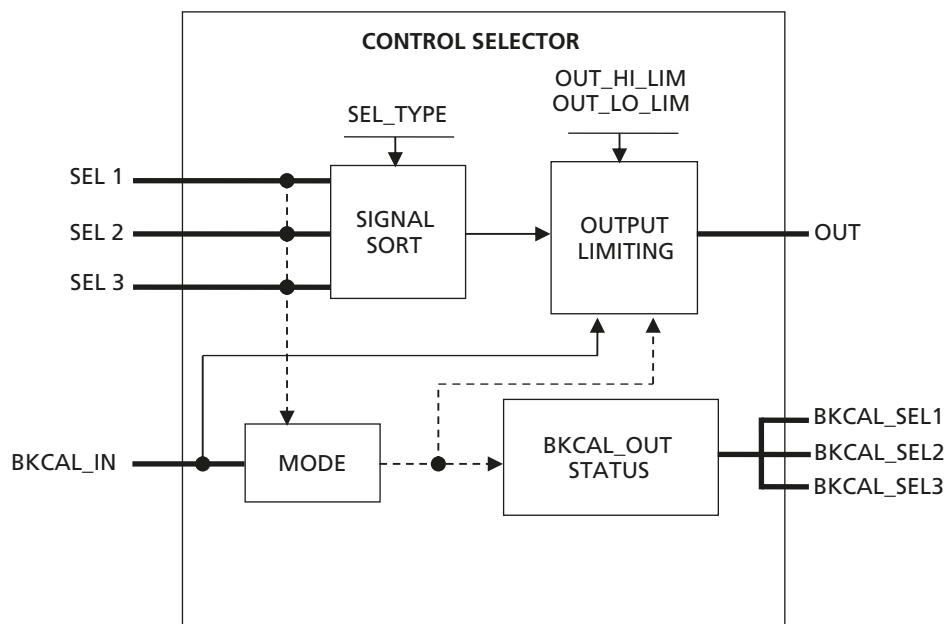 CONTROL SELECTOR
OUT_HI_LIM
OUT_LO_LIM
SEL_TYPE
SEL 1
SEL 2
SEL 3
SIGNAL
SORT
OUTPUT
LIMITING
OUT
BKCAL_IN
MODE
BKCAL_OUT
STATUS
BKCAL_SEL1
BKCAL_SEL2
BKCAL_SEL3